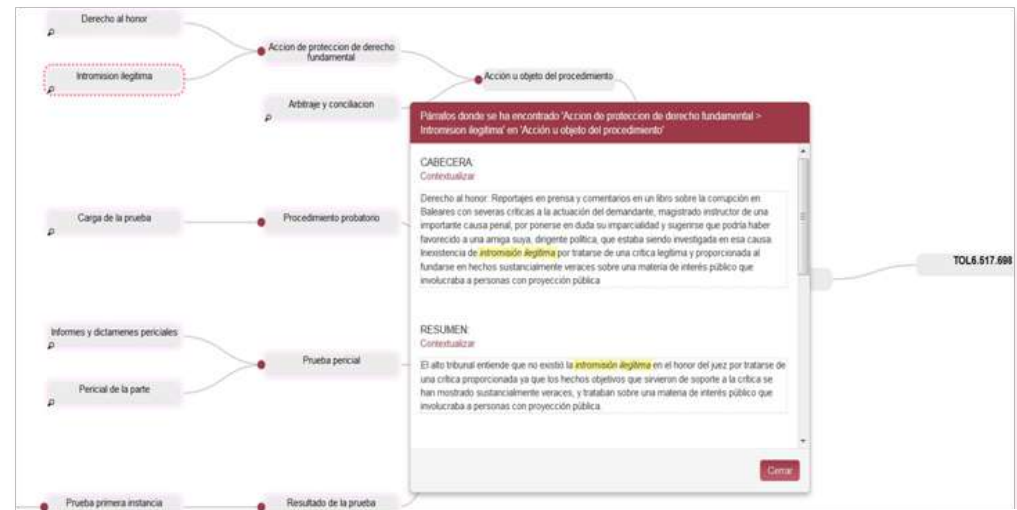 Derecho al honor
Accion de proteccion de derecho
fundamental
Intromision ilegitima
Acción u objeto del procedimiento
Arbitraje y conciliacion
Párrafos donde se ha encontrado 'Accion de proteccion de derecho fundamental >
Intromision ilegitima' en 'Acción u objeto del procedimiento'
CABECERA:
Contextualizar
Derecho al honor: Reportajes en prensa y comentarios en un libro sobre la corrupción en
Baleares con severas críticas a la actuación del demandante, magistrado instructor de una
importante causa penal, por ponerse en duda su imparcialidad y sugerirse que podría haber
favorecido a una amiga suya, dirigente política, que estaba siendo investigada en esa causa.
Inexistencia de intromisión ilegítima por tratarse de una crítica legítima y proporcionada al
fundarse en hechos sustancialmente veraces sobre una materia de interés público que
involucraba a personas con proyección pública
Carga de la prueba
Procedimiento probatorio
TOL6.517.698
RESUMEN:
Contextualizar
El alto tribunal entiende que no existió la intromisión ilegítima en el honor del juez por tratarse de
una crítica proporcionada ya que los hechos objetivos que sirvieron de soporte a la crítica se
han mostrado sustancialmente veraces, y trataban sobre una materia de interés público que
involucraba a personas con proyección pública.
Informes y dictamenes periciales
Prueba pericial
Pericial de la parte
Cerrar
Prueba primera instancia
Resultado de la prueba